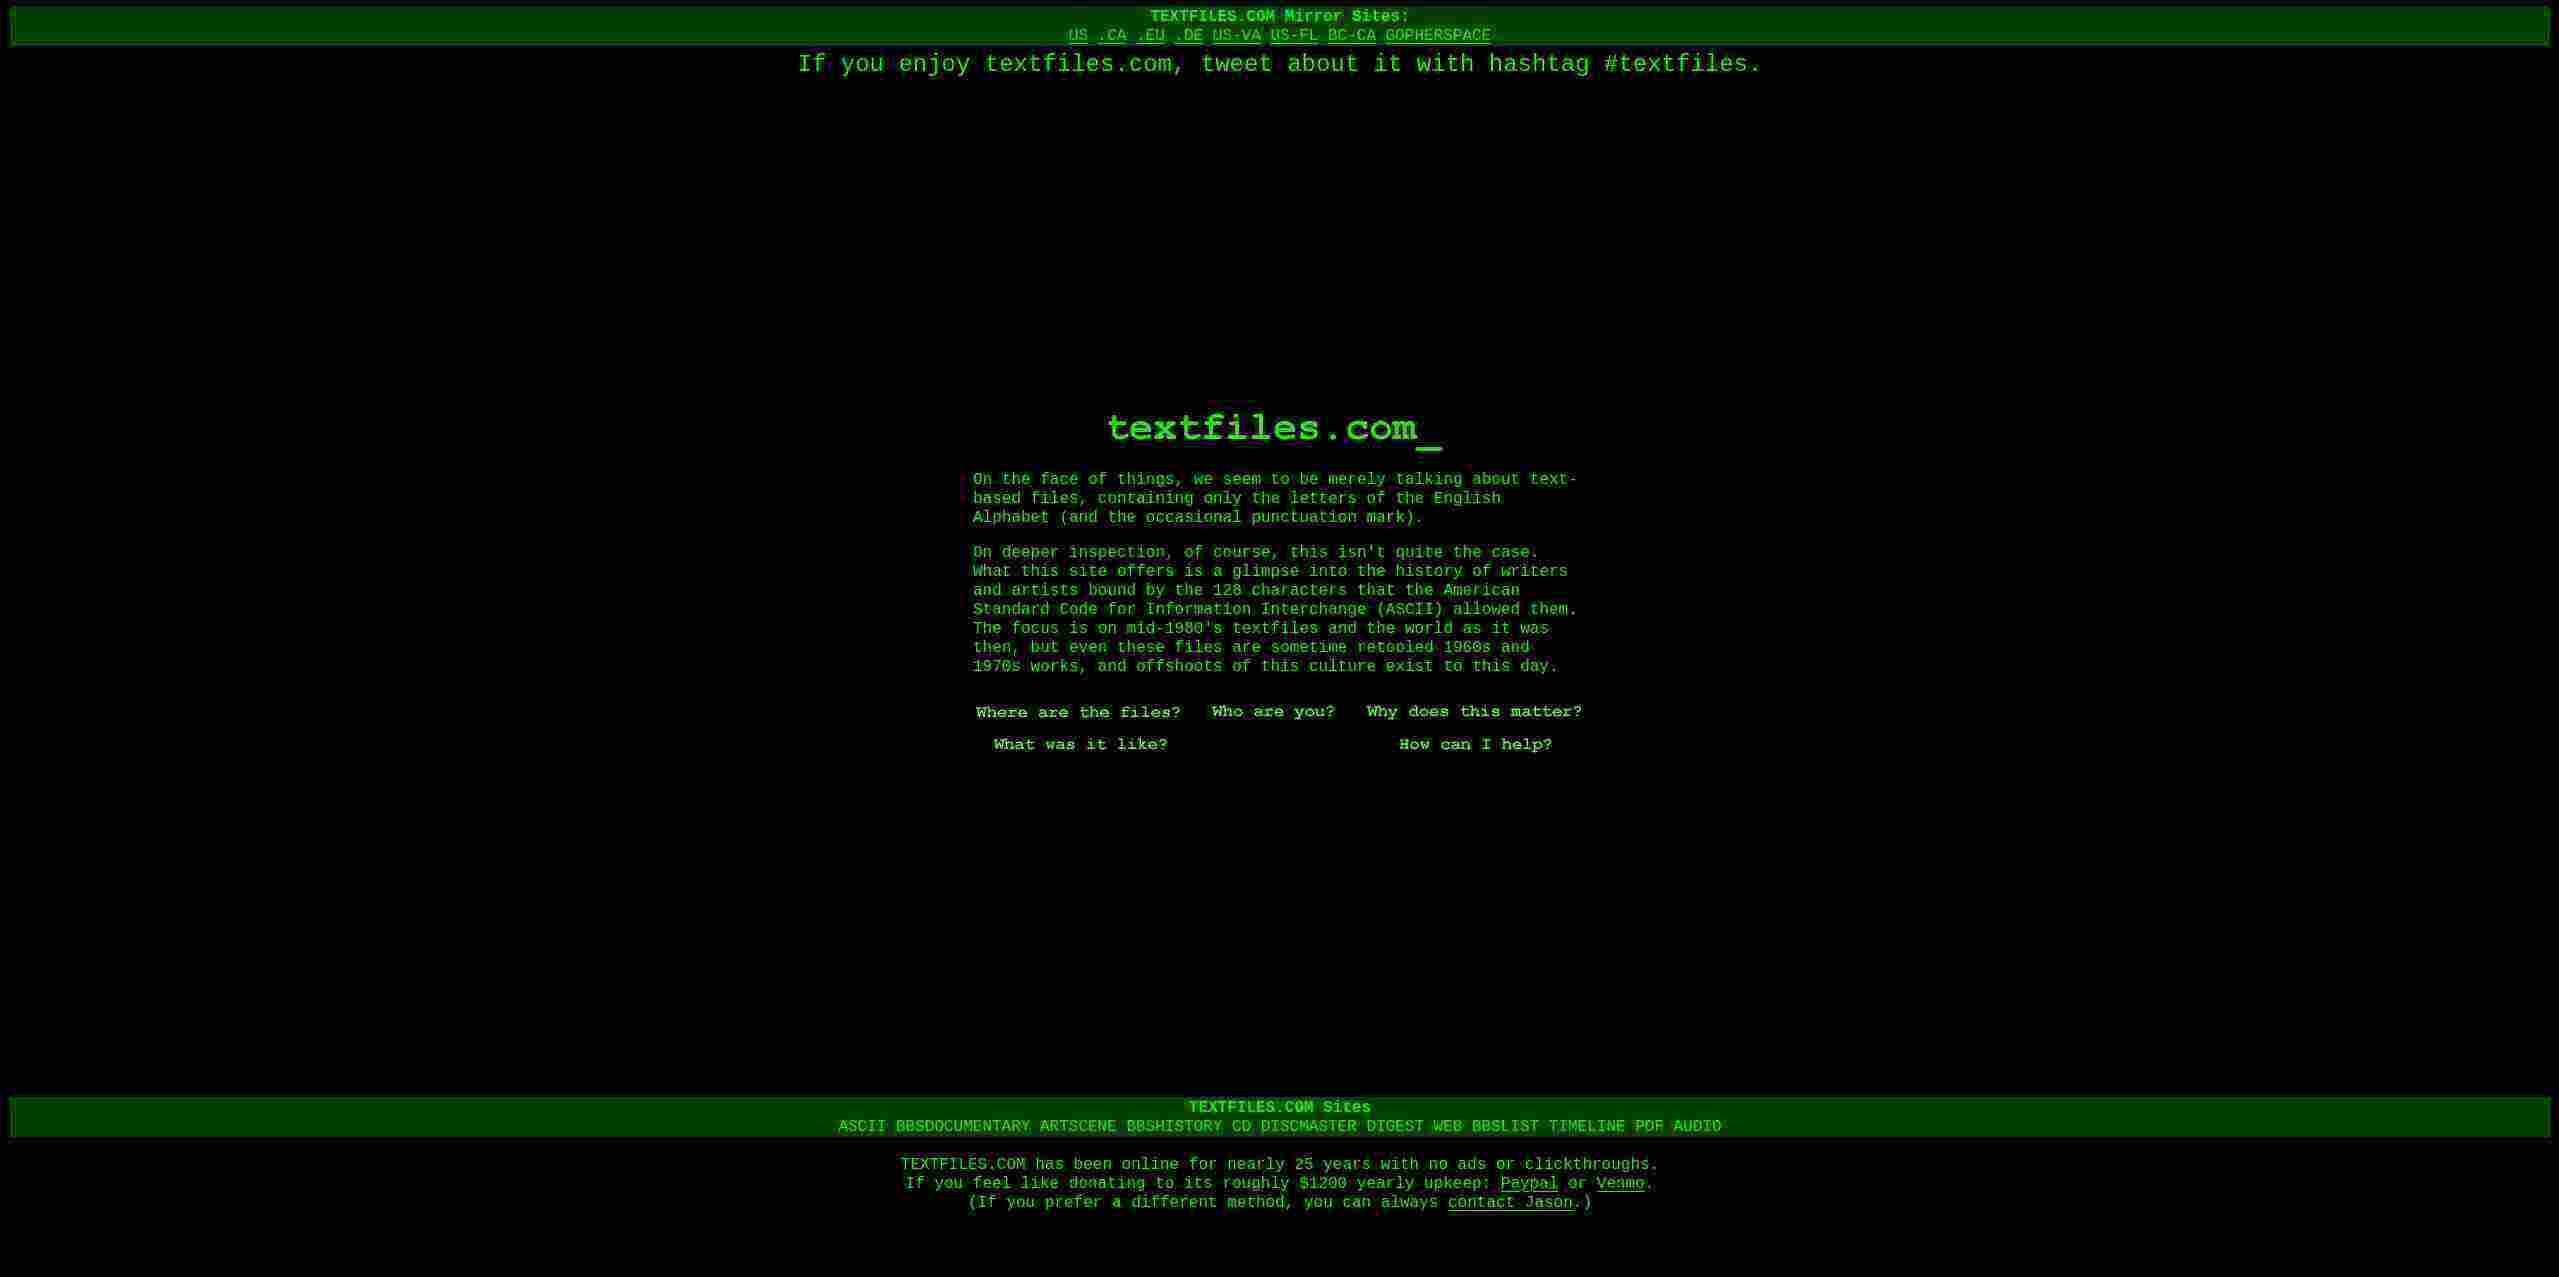 TEXTFILES.COM Mirror Sites:
US .CA .EU .DE US-VA US-FL BC-CA GOPHERSPACE
If you enjoy textfiles.com, tweet about it with hashtag #textfiles.
textfiles.com_
On the face of things, we seem to be merely talking about text-
based files, containing only the letters of the English
Alphabet (and the occasional punctuation mark).
On deeper inspection, of course, this isn't quite the case.
What this site offers is a glimpse into the history of writers
and artists bound by the 128 characters that the American
Standard Code for Information Interchange (ASCII) allowed them.
The focus is on mid-1980's textfiles and the world as it was
then, but even these files are sometime retooled 1960s and
1970s works, and offshoots of this culture exist to this day.
Where are the files? Who are you? Why does this matter?
What was it like? How can I help?
TEXTFILES.COM Sites
ASCII BBSDOCUMENTARY ARTSCENE BBSHISTORY CD DISCMASTER DIGEST WEB BBSLIST TIMELINE PDF AUDIO
TEXTFILES.COM has been online for nearly 25 years with no ads or clickthroughs.
If you feel like donating to its roughly $1200 yearly upkeep: Paypal or Venmo.
(If you prefer a different method, you can always contact Jason.)